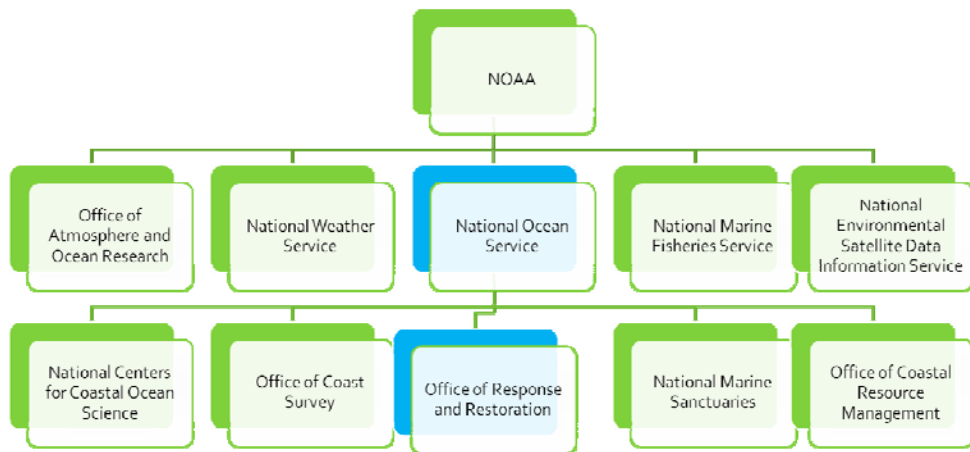 NOAA
Office of
Atmosphere and
Ocean Research
National Weather
Service
National Ocean
Service
National Marine
Fisheries Service
National
Environmental
Satellite Data
Information Service
National Centers
for Coastal Ocean
Science
Office of Coast
Survey
Office of Response
and Restoration
National Marine
Sanctuaries
Office of Coastal
Resource
Management